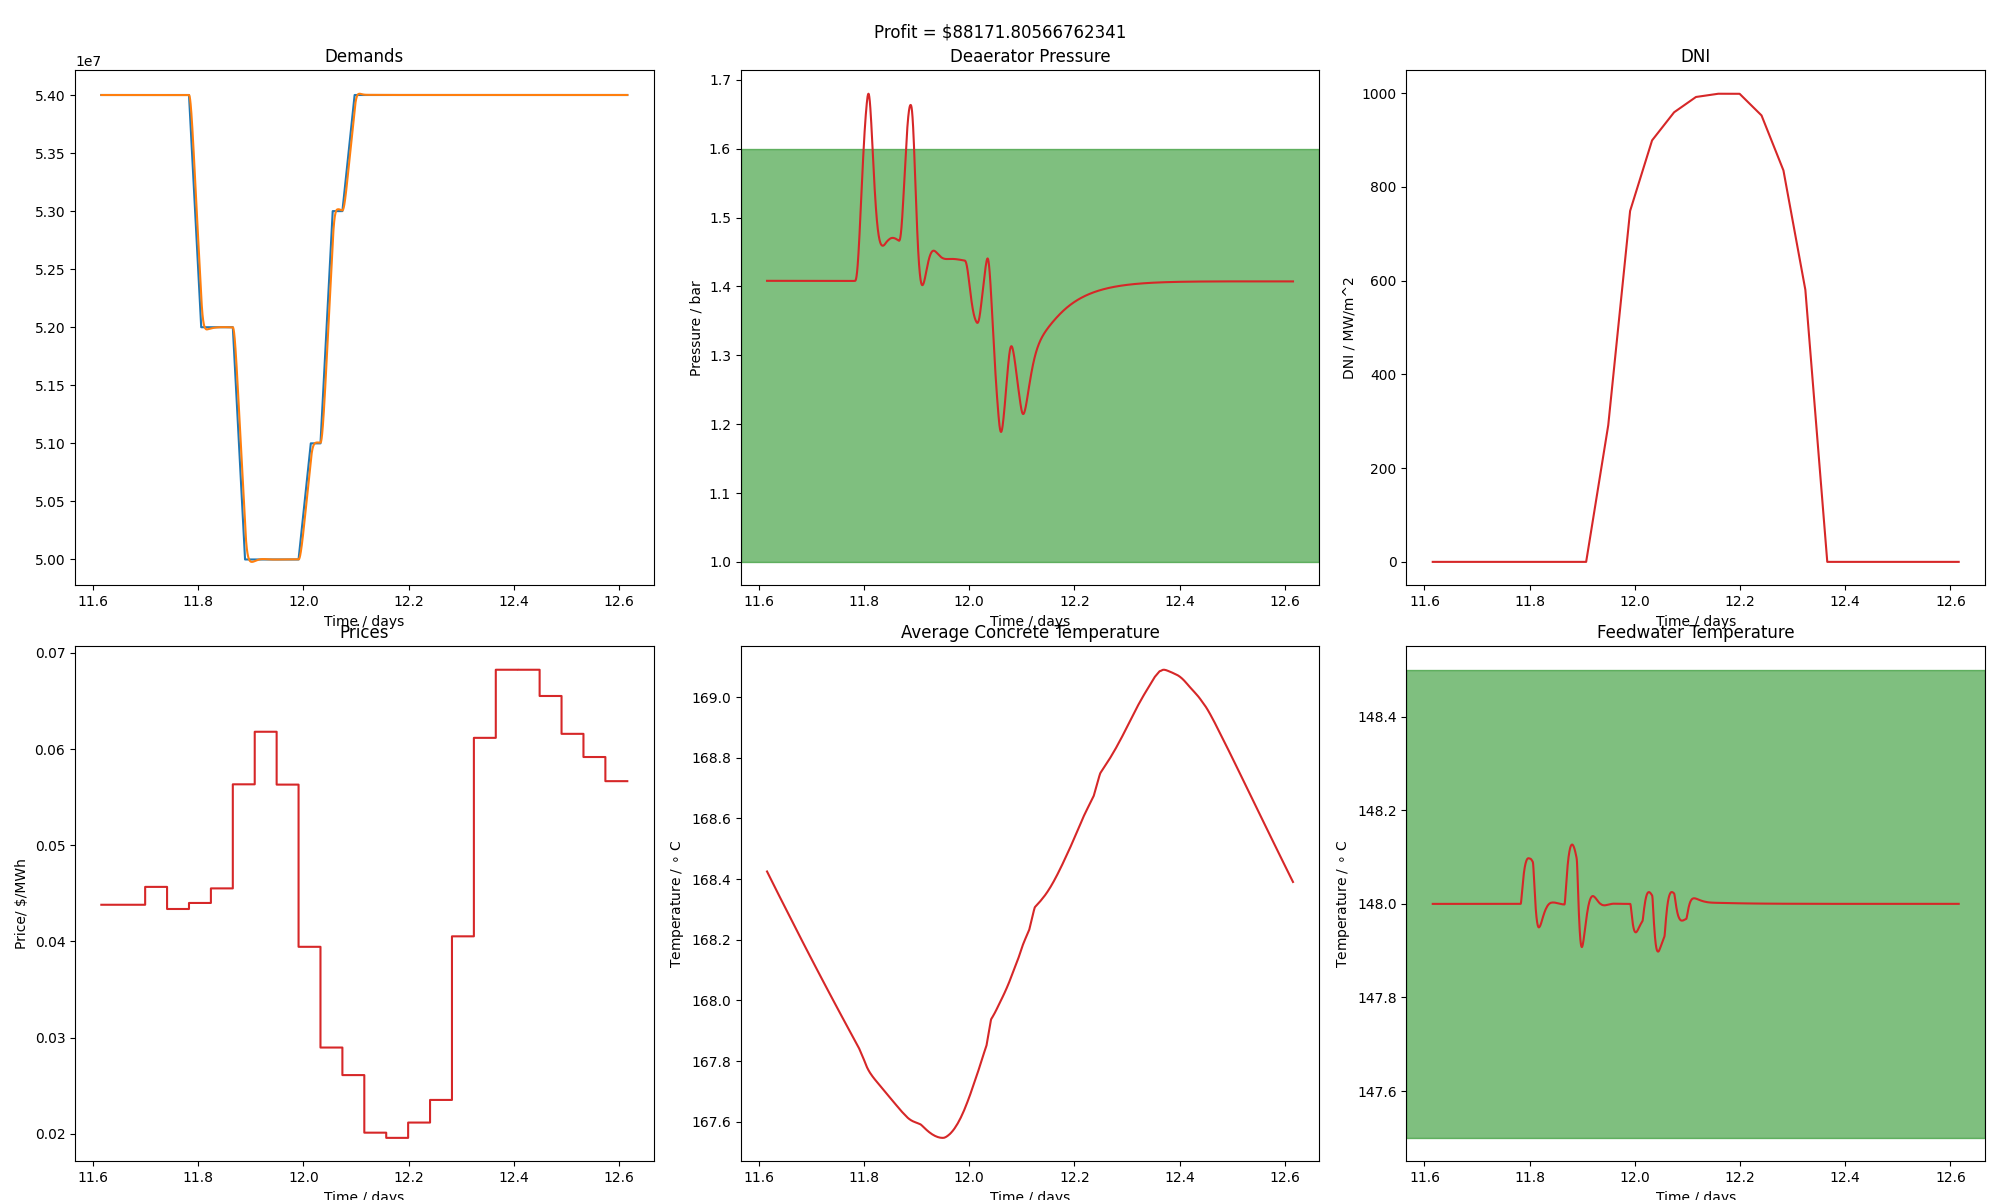 Profit = $88171.80566762341
Demands
1e7
5.40
5.35
5.30
5.25
5.20
5.15
5.10
5.05
5.00
11.6 11.8 12.0 12.2 12.4 12.6
Time / days
Deaerator Pressure
Pressure / bar
1.7
1.6
1.5
1.4
1.3
1.2
1.1
1.0
11.6 11.8 12.0 12.2 12.4 12.6
Time / days
DNI
DNI / MW/m^2
1000
800
600
400
200
0
11.6 11.8 12.0 12.2 12.4 12.6
Time / days
Prices
Price/ $/MWh
0.07
0.06
0.05
0.04
0.03
0.02
11.6 11.8 12.0 12.2 12.4 12.6
Time / days
Average Concrete Temperature
Temperature / ∘ C
169.0
168.8
168.6
168.4
168.2
168.0
167.8
167.6
11.6 11.8 12.0 12.2 12.4 12.6
Time / days
Feedwater Temperature
Temperature / ∘ C
148.4
148.2
148.0
147.8
147.6
11.6 11.8 12.0 12.2 12.4 12.6
Time / days